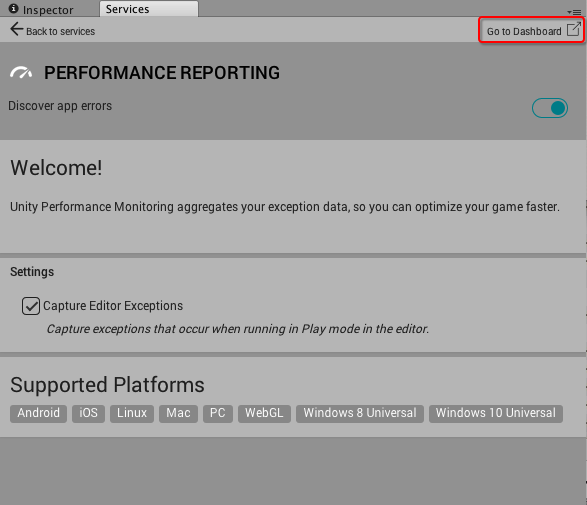 Inspector Services
Back to services Go to Dashboard
PERFORMANCE REPORTING
Discover app errors
Welcome!
Unity Performance Monitoring aggregates your exception data, so you can optimize your game faster.
Settings
Capture Editor Exceptions
Capture exceptions that occur when running in Play mode in the editor.
Supported Platforms
Android iOS Linux Mac PC WebGL Windows 8 Universal Windows 10 Universal